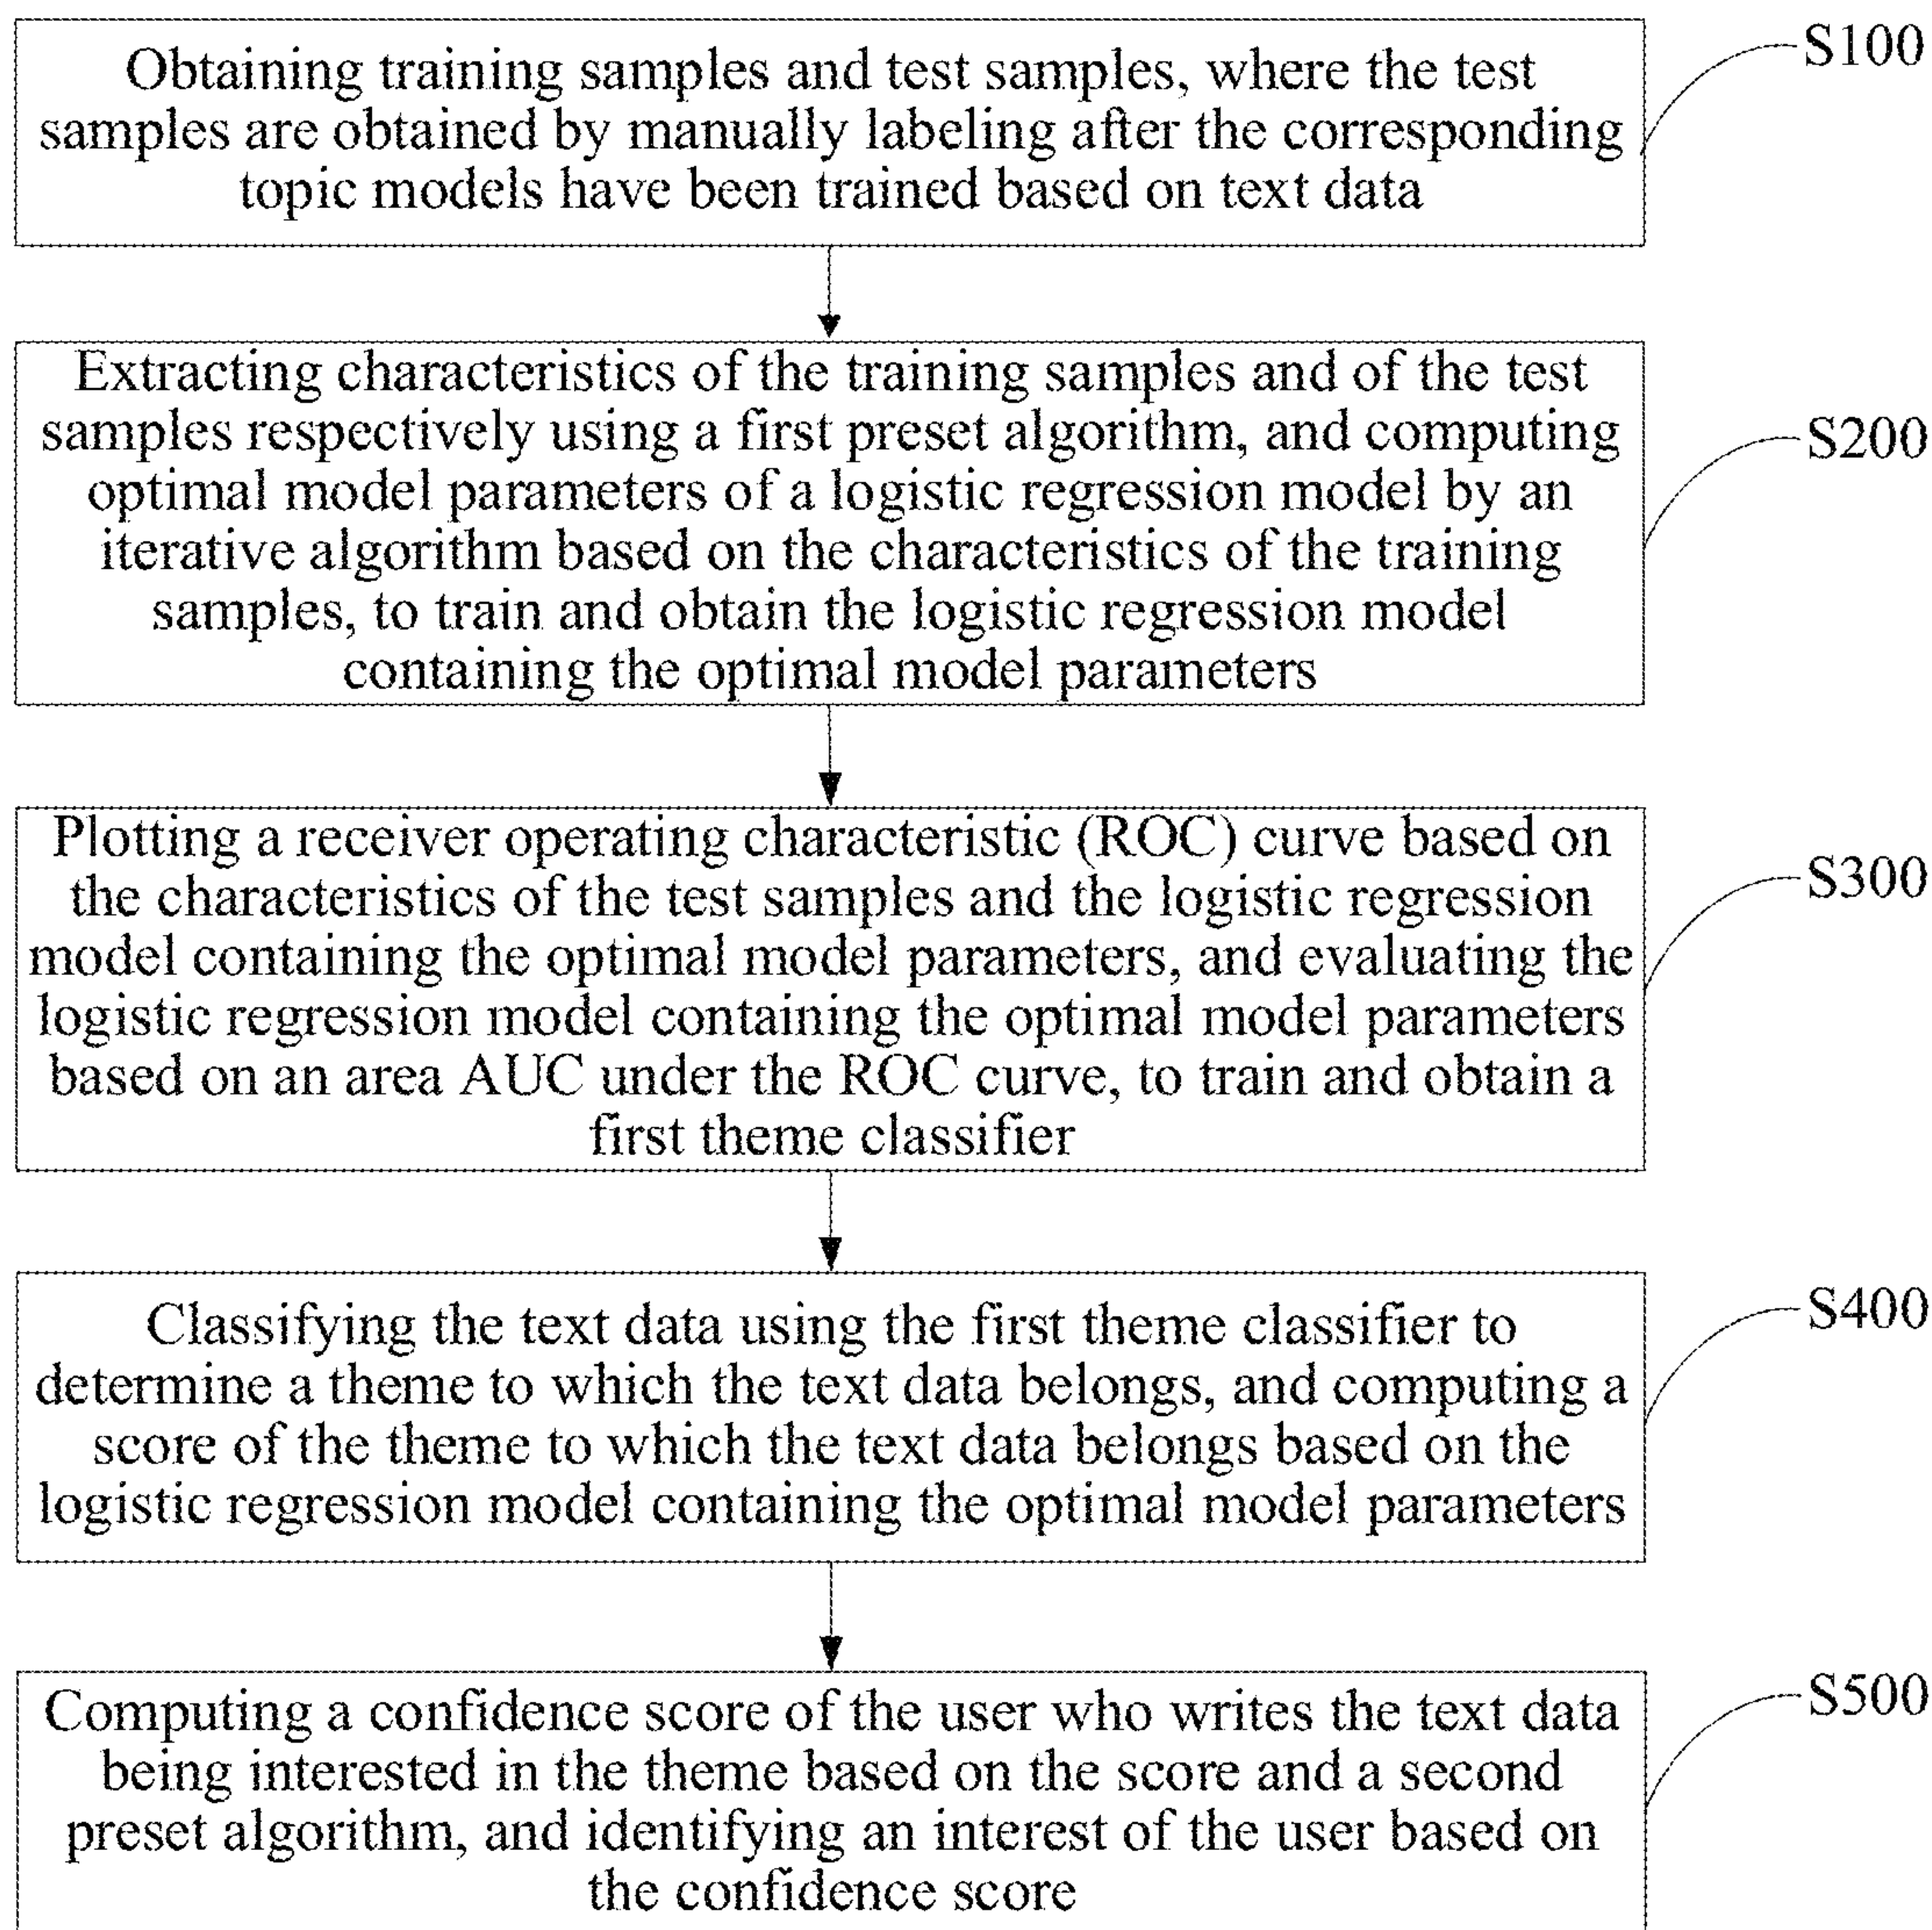 Obtaining training samples and test samples, where the test
samples are obtained by manually labeling after the corresponding
topic models have been trained based on text data
S100
Extracting characteristics of the training samples and of the test
samples respectively using a first preset algorithm, and computing
optimal model parameters of a logistic regression model by an
iterative algorithm based on the characteristics of the training
samples, to train and obtain the logistic regression model
containing the optimal model parameters
S200
Plotting a receiver operating characteristic (ROC) curve based on
the characteristics of the test samples and the logistic regression
model containing the optimal model parameters, and evaluating the
logistic regression model containing the optimal model parameters
based on an area AUC under the ROC curve, to train and obtain a
first theme classifier
S300
Classifying the text data using the first theme classifier to
determine a theme to which the text data belongs, and computing a
score of the theme to which the text data belongs based on the
logistic regression model containing the optimal model parameters
S400
Computing a confidence score of the user who writes the text data
being interested in the theme based on the score and a second
preset algorithm, and identifying an interest of the user based on
the confidence score
S500